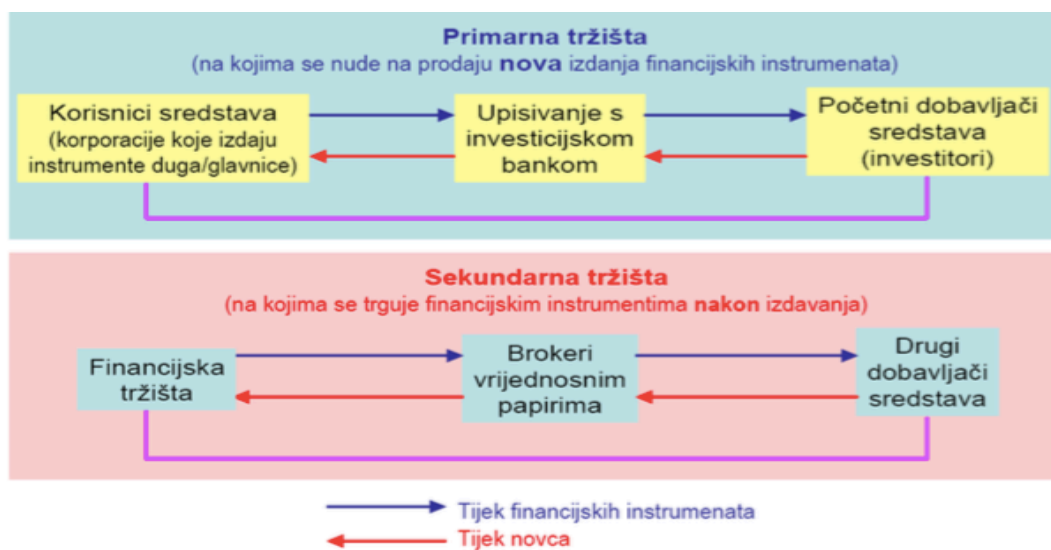 Primarna tržišta
(na kojima se nude na prodaju nova izdanja financijskih instrumenata)
Korisnici sredstava
(korporacije koje izdaju
instrumente duga/glavnice)
Upisivanje s
investicijskom
bankom
Početni dobavljači
sredstava
(investitori)
Sekundarna tržišta
(na kojima se trguje financijskim instrumentima nakon izdavanja)
Financijska
tržišta
Brokeri
vrijednosnim
papirima
Drugi
dobavljači
sredstava
Tijek financijskih instrumenata
Tijek novca